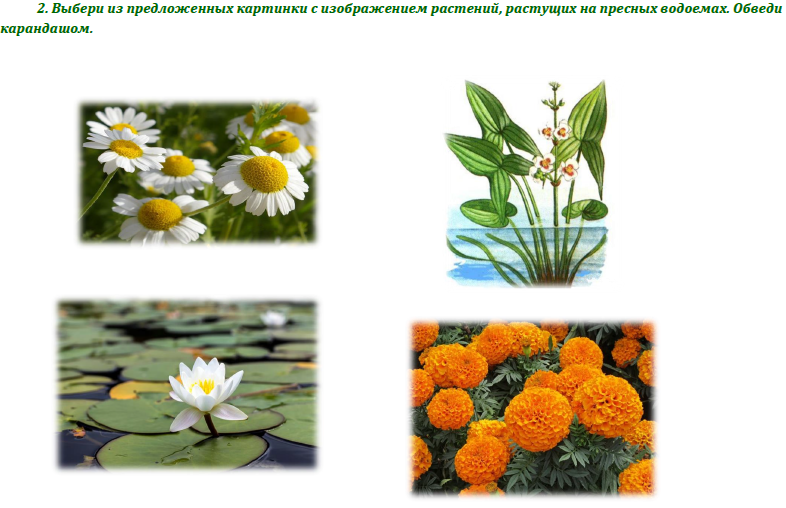 2. Выбери из предложенных картинки с изображением растений, растущих на пресных водоемах. Обведи
карандашом.